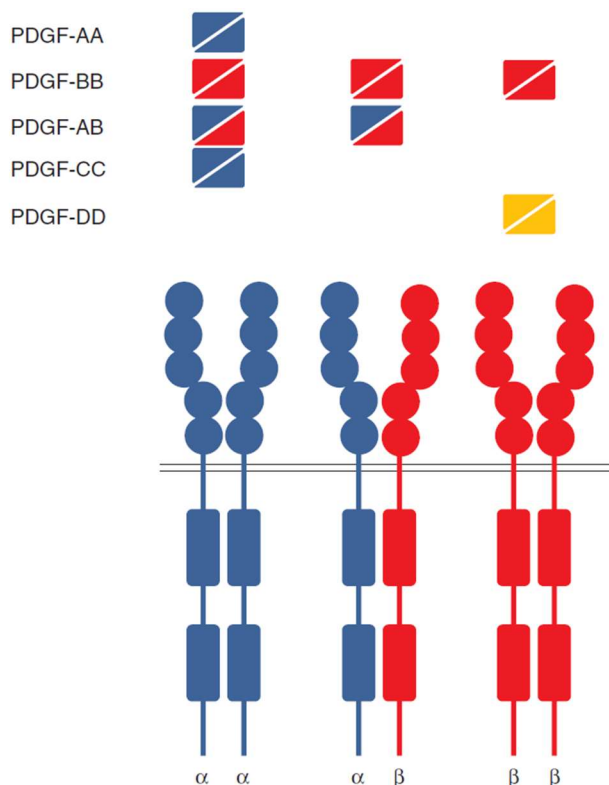 PDGF-AA
PDGF-BB
PDGF-AB
PDGF-CC
PDGF-DD
α α α β β β